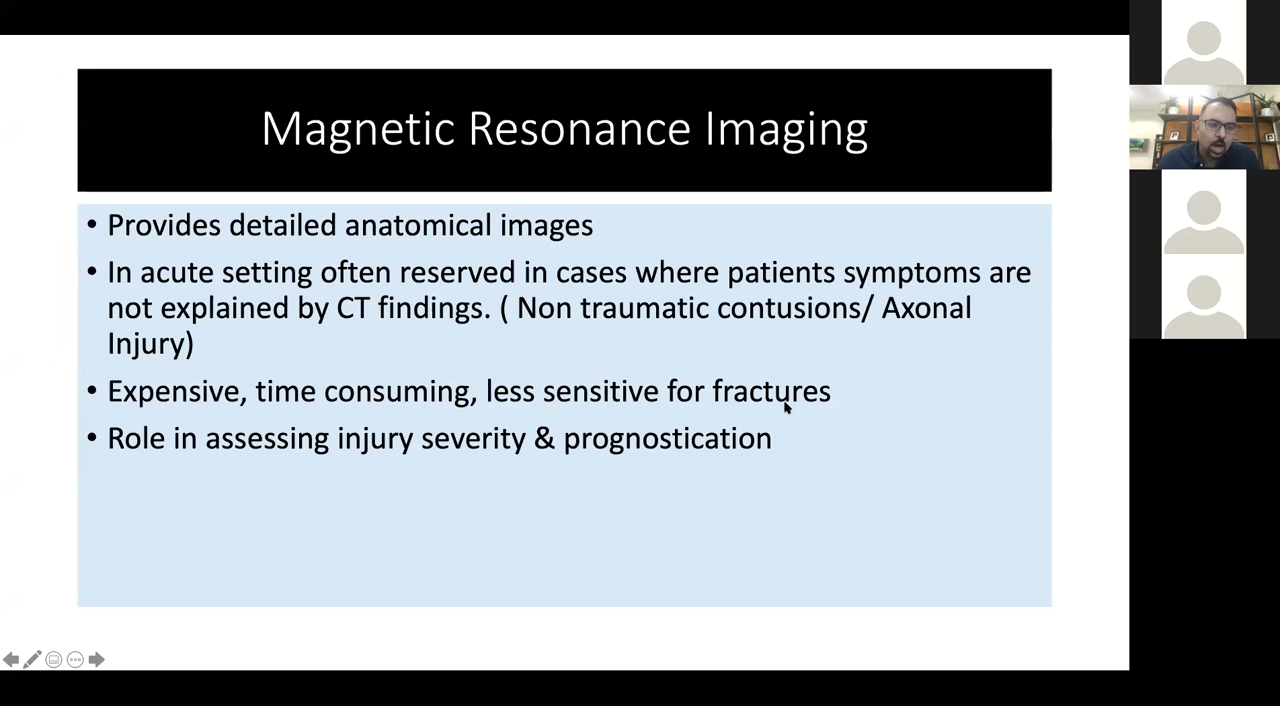 Magnetic Resonance Imaging
• Provides detailed anatomical images
• In acute setting often reserved in cases where patients symptoms are
not explained by CT findings. ( Non traumatic contusions/ Axonal
Injury)
• Expensive, time consuming, less sensitive for fractures
• Role in assessing injury severity & prognostication